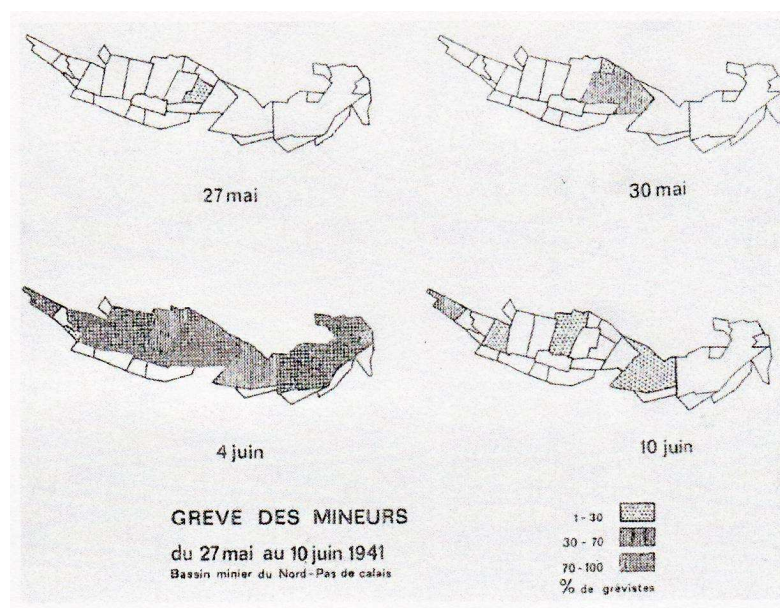 27 mai
30 mai
4 juin
10 juin
GREVE DES MINEURS
du 27 mai au 10 juin 1941
Bassin minier du Nord-Pas de calais
1-30
30-70
70-100
% de grévistes